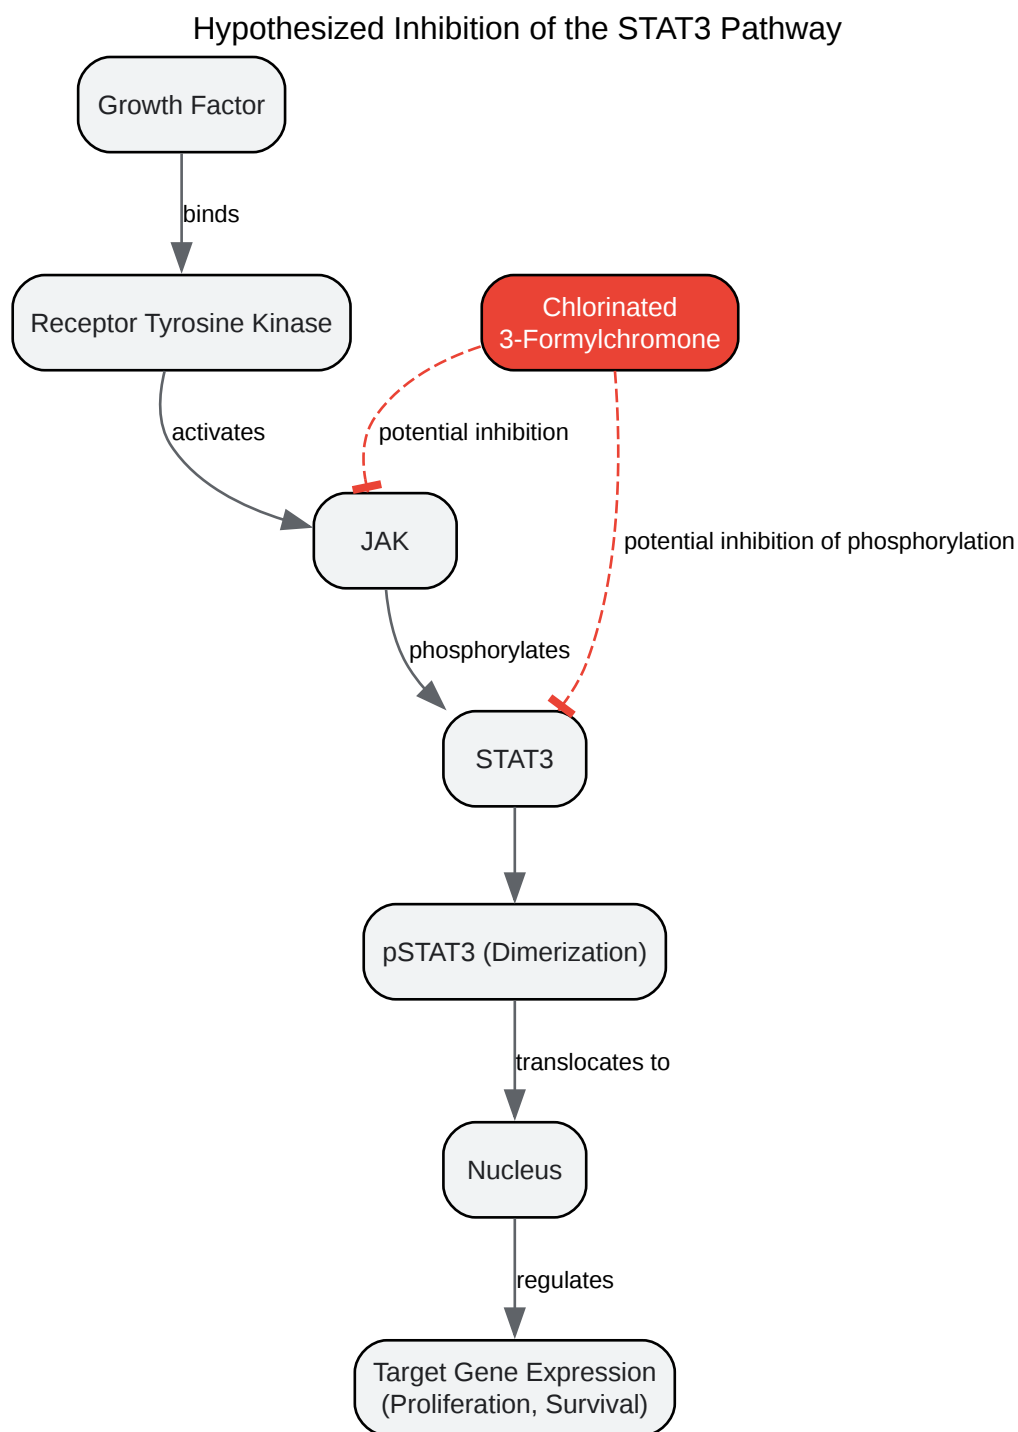 Hypothesized Inhibition of the STAT3 Pathway
Growth Factor
binds
Receptor Tyrosine Kinase
Chlorinated
3-Formylchromone
activates
potential inhibition
JAK
potential inhibition of phosphorylation
phosphorylates
STAT3
pSTAT3 (Dimerization)
translocates to
Nucleus
regulates
Target Gene Expression
(Proliferation, Survival)